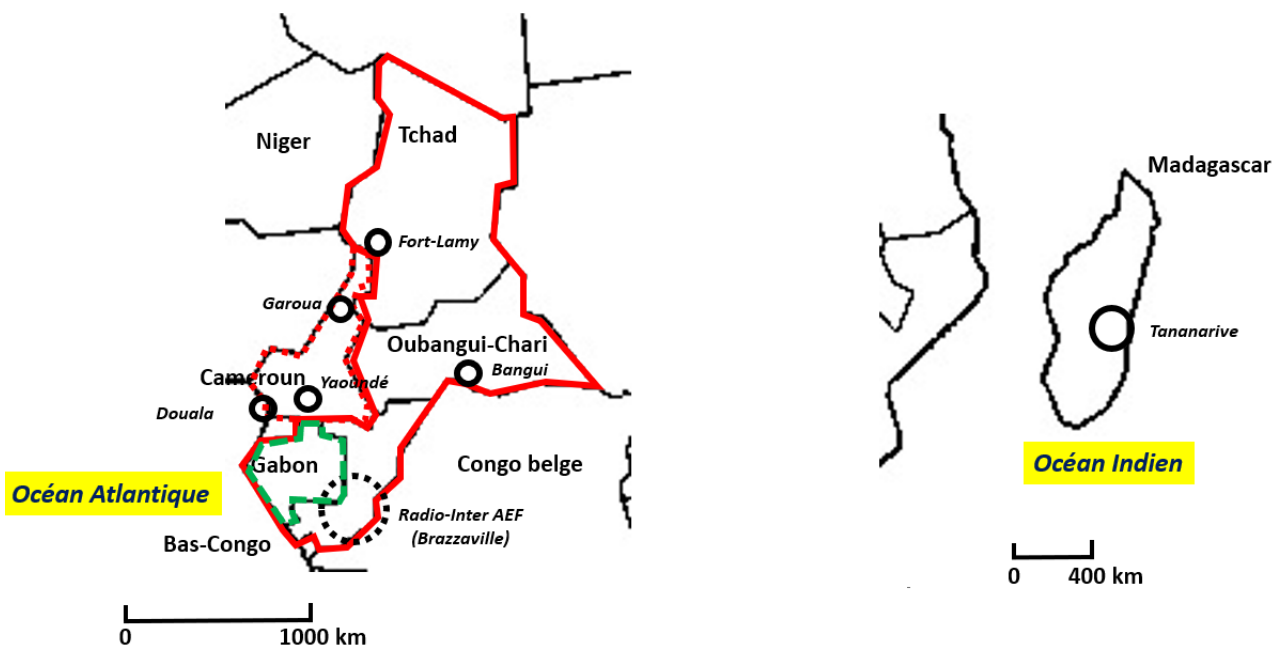 Niger
Tchad
Fort-Lamy
Garoua
Oubangui-Chari
Bangui
Cameroun
Yaoundé
Douala
Gabon
Congo belge
Océan Atlantique
Radio-Inter AEF
(Brazzaville)
Bas-Congo
0
1000 km
Madagascar
Tananarive
Océan Indien
0
400 km